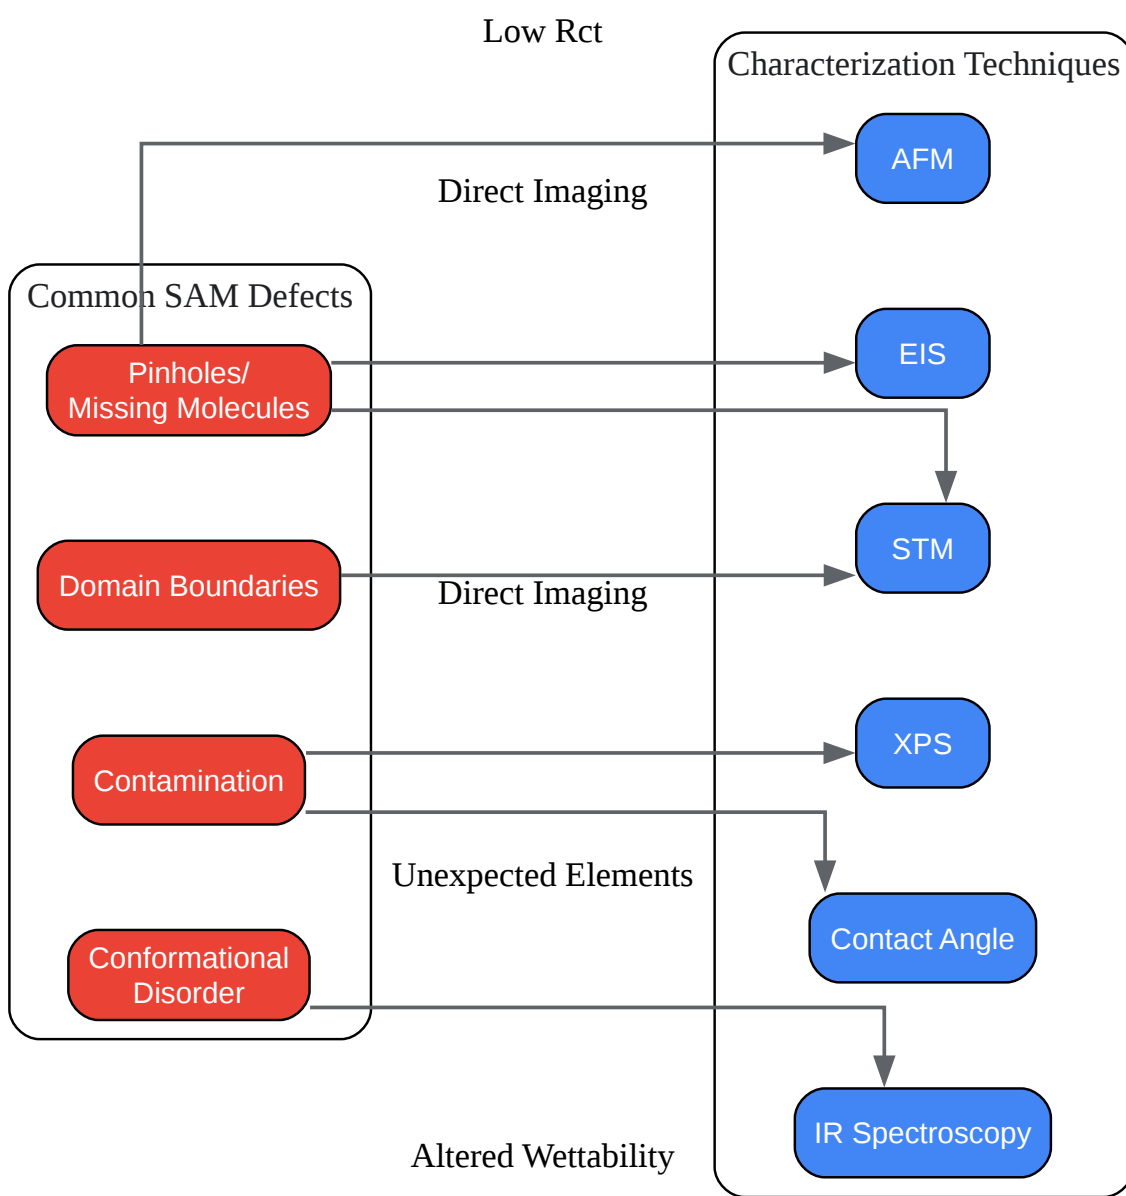 Low Rct
Characterization Techniques
AFM
Direct Imaging
Common SAM Defects
EIS
Pinholes/
Missing Molecules
STM
Domain Boundaries
Direct Imaging
XPS
Contamination
Unexpected Elements
Contact Angle
Conformational
Disorder
IR Spectroscopy
Altered Wettability